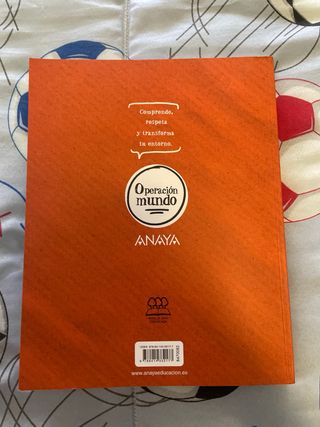 Comprende,
respeta
y transforma
tu entorno.
Operación
mundo
ANAYA
www.anayaeducacion.es